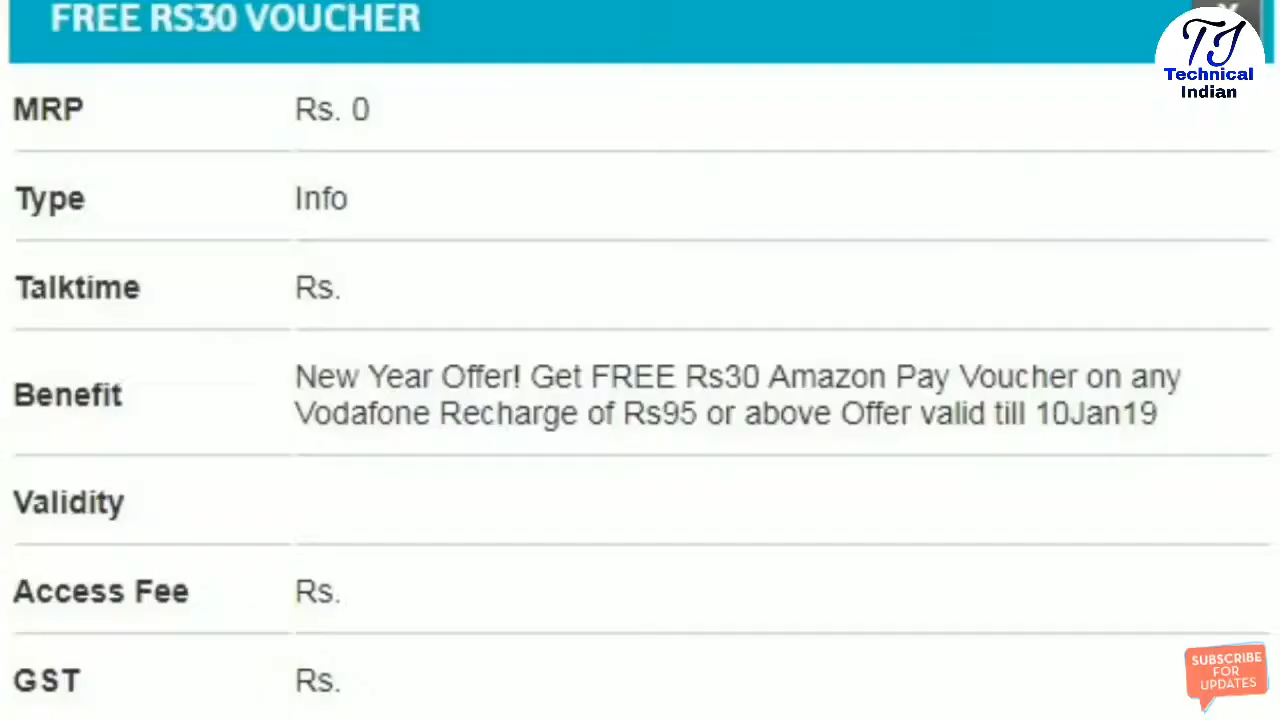 FREE RS30 VOUCHER
X
TJ
Technical
Indian
MRP Rs. 0
Type Info
Talktime Rs.
Benefit New Year Offer! Get FREE Rs30 Amazon Pay Voucher on any
Vodafone Recharge of Rs95 or above Offer valid till 10Jan19
Validity
Access Fee Rs.
GST Rs.
SUBSCRIBE
FOR
UPDATES